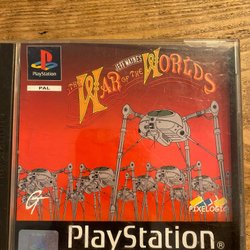 PlayStation
PAL
JEFF WAYNE'S
THE WAR OF THE WORLDS
PIXELOGIC
PlayStation